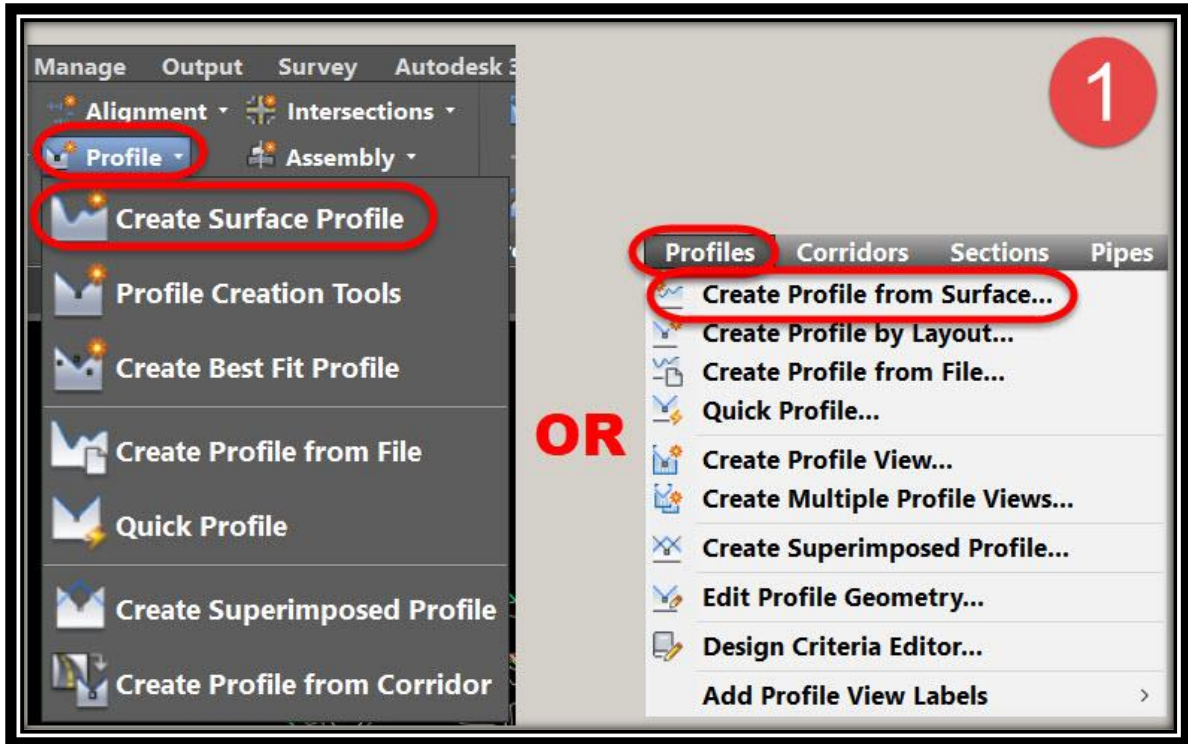 Manage Output Survey Autodesk
Alignment Intersections
Profile Assembly
Create Surface Profile
Profile Creation Tools
Create Best Fit Profile
Create Profile from File
Quick Profile
Create Superimposed Profile
Create Profile from Corridor
OR
1
Profiles Corridors Sections Pipes
Create Profile from Surface...
Create Profile by Layout...
Create Profile from File...
Quick Profile...
Create Profile View...
Create Multiple Profile Views...
Create Superimposed Profile...
Edit Profile Geometry...
Design Criteria Editor...
Add Profile View Labels